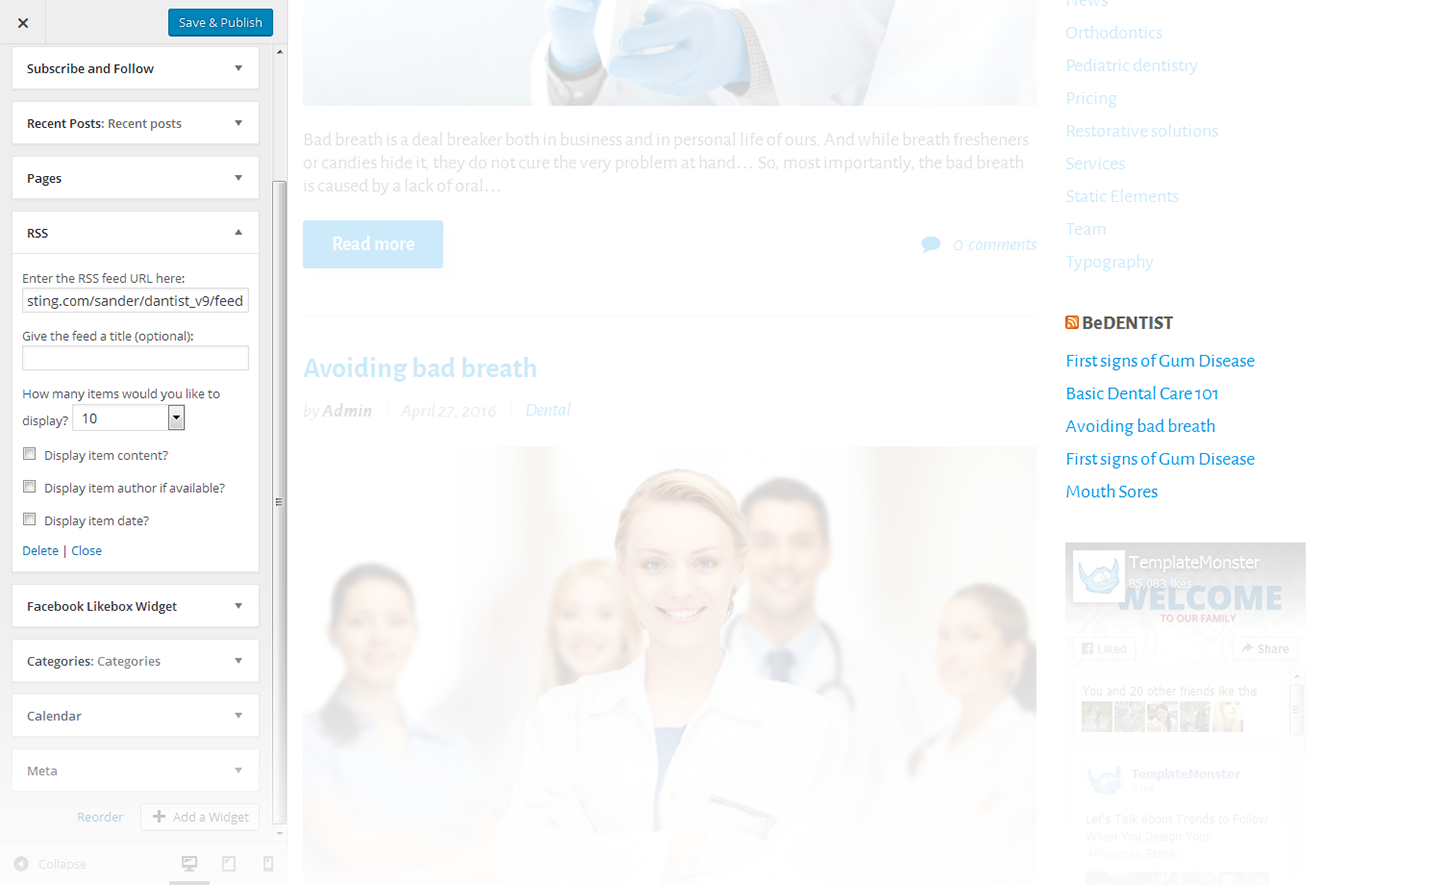 Save & Publish
Subscribe and Follow
Recent Posts: Recent posts
Pages
RSS
Enter the RSS feed URL here:
sting.com/sander/dantist_v9/feed
Give the feed a title (optional):
How many items would you like to
display? 10
Display item content?
Display item author if available?
Display item date?
Delete | Close
Facebook Likebox Widget
Categories: Categories
Calendar
Meta
Reorder
Add a Widget
Collapse
Bad breath is a deal breaker both in business and in personal life of ours. And while breath fresheners
or candies hide it, they do not cure the very problem at hand… So, most importantly, the bad breath
is caused by a lack of oral…
Read more
0 comments
Avoiding bad breath
by Admin
April 27, 2016
Dental
News
Orthodontics
Pediatric dentistry
Pricing
Restorative solutions
Services
Static Elements
Team
Typography
BeDENTIST
First signs of Gum Disease
Basic Dental Care 101
Avoiding bad breath
First signs of Gum Disease
Mouth Sores
TemplateMonster
85,083 likes
WELCOME
TO OUR FAMILY
Liked
Share
You and 20 other friends like this
TemplateMonster
2 hrs
Let's Talk about Trends to Follow
When You Design Your
#Magento Store: